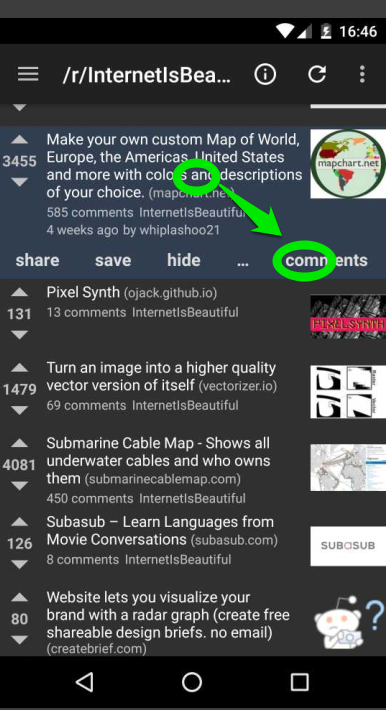 16:46
/r/InternetIsBea...
Make your own custom Map of World,
3455 Europe, the Americas, United States
and more with colors and descriptions
of your choice. (mapchart.net)
mapchart.net
585 comments InternetIsBeautiful
4 weeks ago by whiplashoo21
share save hide ... comments
Pixel Synth (ojack.github.io)
131 13 comments InternetIsBeautiful
PIXELSYNTH
Turn an image into a higher quality
1479 vector version of itself (vectorizer.io)
69 comments InternetIsBeautiful
Submarine Cable Map - Shows all
4081 underwater cables and who owns
them (submarinecablemap.com)
450 comments InternetIsBeautiful
Subasub – Learn Languages from
126 Movie Conversations (subasub.com)
8 comments InternetIsBeautiful
SUBASUB
Website lets you visualize your
80 brand with a radar graph (create free
shareable design briefs. no email)
(createbrief.com)
?